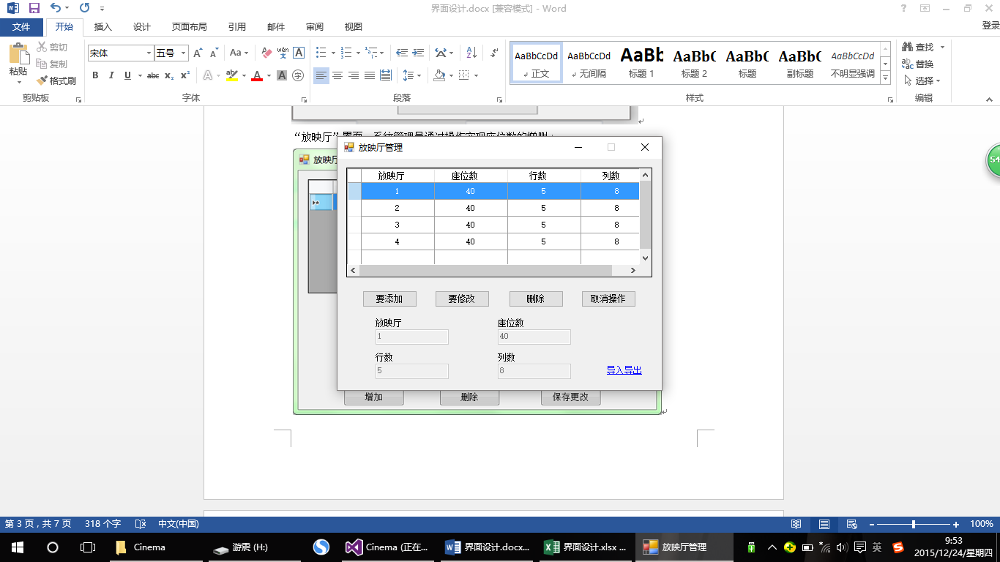 界面设计.docx [兼容模式] - Word
文件 开始 插入 设计 页面布局 引用 邮件 审阅 视图 登录
粘贴 剪切 复制 格式刷
宋体 五号
B I U abc x₂ x² A A A
AaBbCcDd AaBbCcDd AaBb AaBbC AaBbC AaBbC AaBbCcDd
正文 无间隔 标题 1 标题 2 标题 副标题 不明显强调
查找 替换 选择
剪贴板 字体 段落 样式 编辑
“放映厅”界面，系统管理员通过操作实现座位数的增删
放映厅
放映厅管理
放映厅 座位数 行数 列数
1 40 5 8
2 40 5 8
3 40 5 8
4 40 5 8
要添加 要修改 删除 取消操作
放映厅 座位数
1 40
行数 列数
5 8
导入导出
增加 删除 保存更改
54
第 3 页，共 7 页 318 个字 中文(中国) 100%
Cinema 游震 (H:) Cinema (正在... 界面设计.docx... 界面设计.xlsx ... 放映厅管理 英
9:53
2015/12/24/星期四